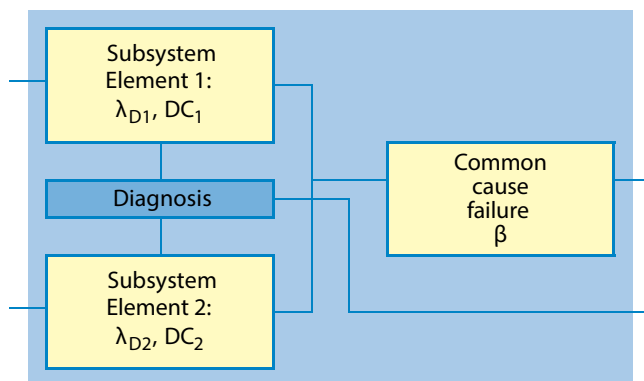 Subsystem
Element 1:
λD1, DC1
Diagnosis
Subsystem
Element 2:
λD2, DC2
Common
cause
failure
β